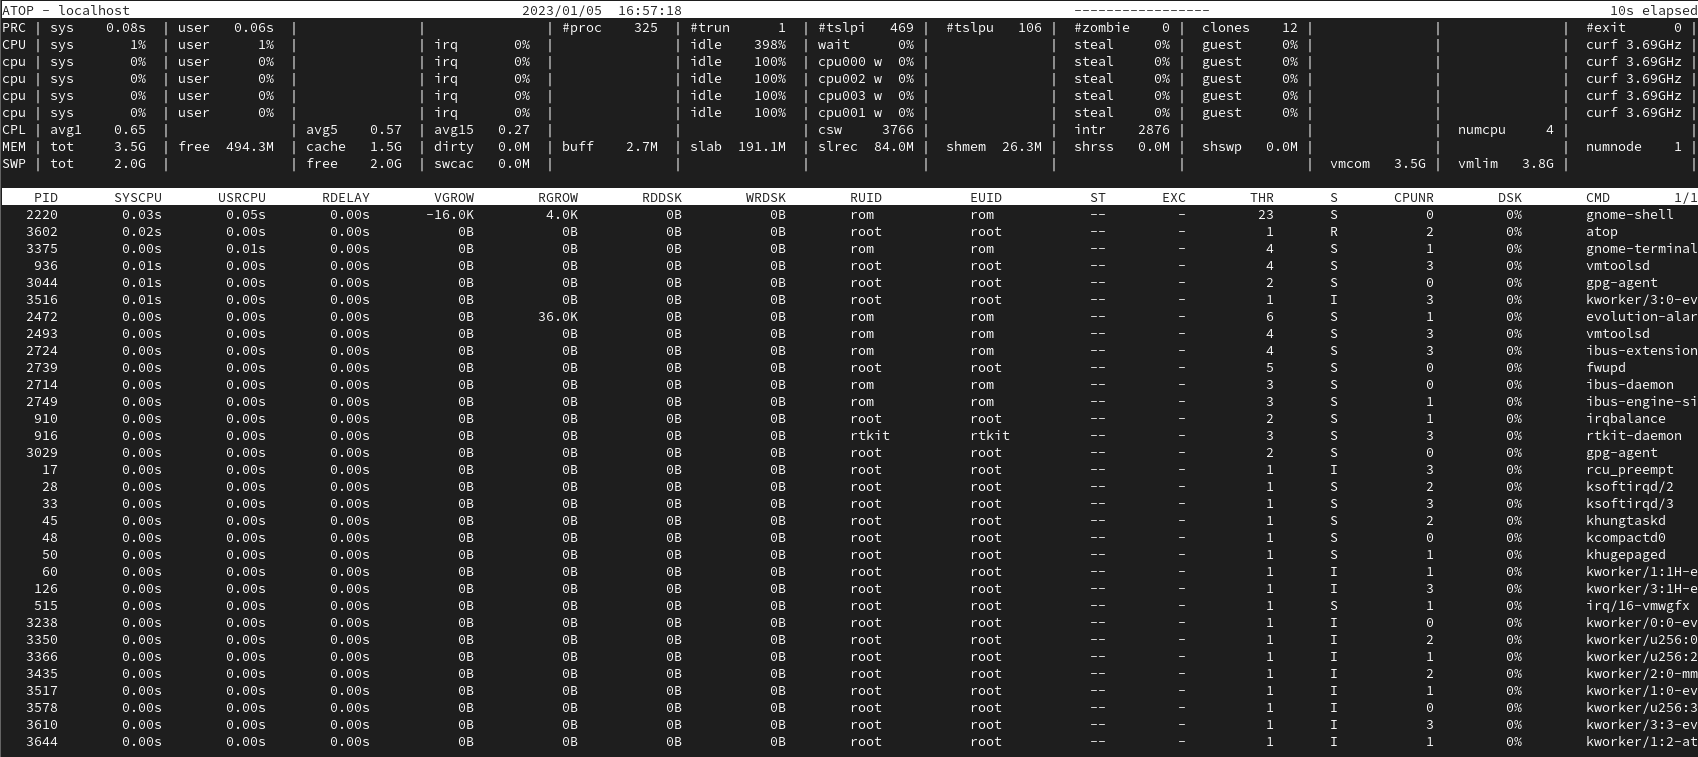 ATOP - localhost 2023/01/05 16:57:18 ----------------- 10s elapsed
PRC | sys 0.08s | user 0.06s | | | #proc 325 | #trun 1 | #tslpi 469 | #tslpu 106 | #zombie 0 | clones 12 | | | #exit 0 |
CPU | sys 1% | user 1% | | irq 0% | | idle 398% | wait 0% | | steal 0% | guest 0% | | | curf 3.69GHz |
cpu | sys 0% | user 0% | | irq 0% | | idle 100% | cpu000 w 0% | | steal 0% | guest 0% | | | curf 3.69GHz |
cpu | sys 0% | user 0% | | irq 0% | | idle 100% | cpu002 w 0% | | steal 0% | guest 0% | | | curf 3.69GHz |
cpu | sys 0% | user 0% | | irq 0% | | idle 100% | cpu003 w 0% | | steal 0% | guest 0% | | | curf 3.69GHz |
cpu | sys 0% | user 0% | | irq 0% | | idle 100% | cpu001 w 0% | | steal 0% | guest 0% | | | curf 3.69GHz |
CPL | avg1 0.65 | | avg5 0.57 | avg15 0.27 | | | csw 3766 | | intr 2876 | | | numcpu 4 | |
MEM | tot 3.5G | free 494.3M | cache 1.5G | dirty 0.0M | buff 2.7M | slab 191.1M | slrec 84.0M | shmem 26.3M | shrss 0.0M | shswp 0.0M | | | numnode 1 |
SWP | tot 2.0G | | free 2.0G | swcac 0.0M | | | | | | | vmcom 3.5G | vmlim 3.8G | |
PID SYSCPU USRCPU RDELAY VGROW RGROW RDDSK WRDSK RUID EUID ST EXC THR S CPUNR DSK CMD 1/1
2220 0.03s 0.05s 0.00s -16.0K 4.0K 0B 0B rom rom -- - 23 S 0 0% gnome-shell
3602 0.02s 0.00s 0.00s 0B 0B 0B 0B root root -- - 1 R 2 0% atop
3375 0.00s 0.01s 0.00s 0B 0B 0B 0B rom rom -- - 4 S 1 0% gnome-terminal
936 0.01s 0.00s 0.00s 0B 0B 0B 0B root root -- - 4 S 3 0% vmtoolsd
3044 0.01s 0.00s 0.00s 0B 0B 0B 0B root root -- - 2 S 0 0% gpg-agent
3516 0.01s 0.00s 0.00s 0B 0B 0B 0B root root -- - 1 I 3 0% kworker/3:0-ev
2472 0.00s 0.00s 0.00s 0B 36.0K 0B 0B rom rom -- - 6 S 1 0% evolution-alar
2493 0.00s 0.00s 0.00s 0B 0B 0B 0B rom rom -- - 4 S 3 0% vmtoolsd
2724 0.00s 0.00s 0.00s 0B 0B 0B 0B rom rom -- - 4 S 3 0% ibus-extension
2739 0.00s 0.00s 0.00s 0B 0B 0B 0B root root -- - 5 S 0 0% fwupd
2714 0.00s 0.00s 0.00s 0B 0B 0B 0B rom rom -- - 3 S 0 0% ibus-daemon
2749 0.00s 0.00s 0.00s 0B 0B 0B 0B rom rom -- - 3 S 1 0% ibus-engine-si
910 0.00s 0.00s 0.00s 0B 0B 0B 0B root root -- - 2 S 1 0% irqbalance
916 0.00s 0.00s 0.00s 0B 0B 0B 0B rtkit rtkit -- - 3 S 3 0% rtkit-daemon
3029 0.00s 0.00s 0.00s 0B 0B 0B 0B root root -- - 2 S 0 0% gpg-agent
17 0.00s 0.00s 0.00s 0B 0B 0B 0B root root -- - 1 I 3 0% rcu_preempt
28 0.00s 0.00s 0.00s 0B 0B 0B 0B root root -- - 1 S 2 0% ksoftirqd/2
33 0.00s 0.00s 0.00s 0B 0B 0B 0B root root -- - 1 S 3 0% ksoftirqd/3
45 0.00s 0.00s 0.00s 0B 0B 0B 0B root root -- - 1 S 2 0% khungtaskd
48 0.00s 0.00s 0.00s 0B 0B 0B 0B root root -- - 1 S 0 0% kcompactd0
50 0.00s 0.00s 0.00s 0B 0B 0B 0B root root -- - 1 S 1 0% khugepaged
60 0.00s 0.00s 0.00s 0B 0B 0B 0B root root -- - 1 I 1 0% kworker/1:1H-e
126 0.00s 0.00s 0.00s 0B 0B 0B 0B root root -- - 1 I 3 0% kworker/3:1H-e
515 0.00s 0.00s 0.00s 0B 0B 0B 0B root root -- - 1 S 1 0% irq/16-vmwgfx
3238 0.00s 0.00s 0.00s 0B 0B 0B 0B root root -- - 1 I 0 0% kworker/0:0-ev
3350 0.00s 0.00s 0.00s 0B 0B 0B 0B root root -- - 1 I 2 0% kworker/u256:0
3366 0.00s 0.00s 0.00s 0B 0B 0B 0B root root -- - 1 I 1 0% kworker/u256:2
3435 0.00s 0.00s 0.00s 0B 0B 0B 0B root root -- - 1 I 2 0% kworker/2:0-mm
3517 0.00s 0.00s 0.00s 0B 0B 0B 0B root root -- - 1 I 1 0% kworker/1:0-ev
3578 0.00s 0.00s 0.00s 0B 0B 0B 0B root root -- - 1 I 0 0% kworker/u256:3
3610 0.00s 0.00s 0.00s 0B 0B 0B 0B root root -- - 1 I 3 0% kworker/3:3-ev
3644 0.00s 0.00s 0.00s 0B 0B 0B 0B root root -- - 1 I 1 0% kworker/1:2-at